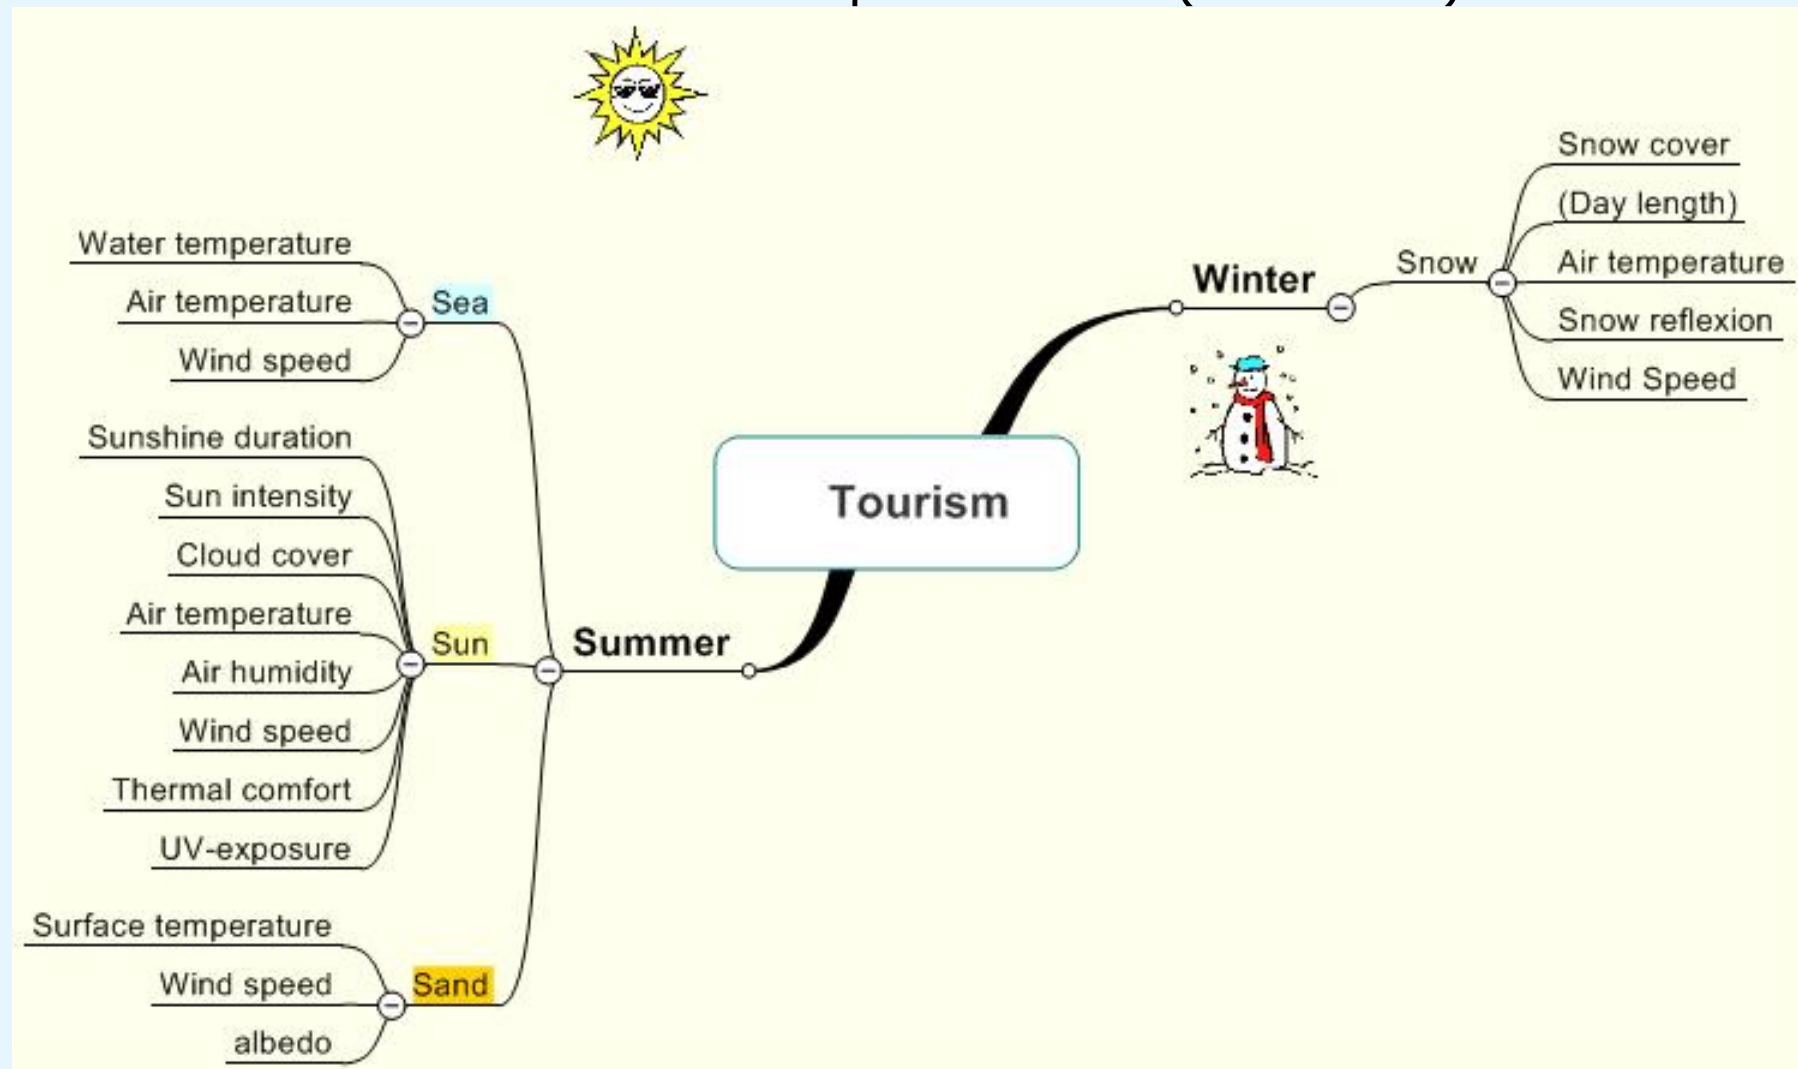 Tourism
Winter
Snow
Snow cover
(Day length)
Air temperature
Snow reflexion
Wind Speed
Summer
Sea
Water temperature
Air temperature
Wind speed
Sun
Sunshine duration
Sun intensity
Cloud cover
Air temperature
Air humidity
Wind speed
Thermal comfort
UV-exposure
Sand
Surface temperature
Wind speed
albedo